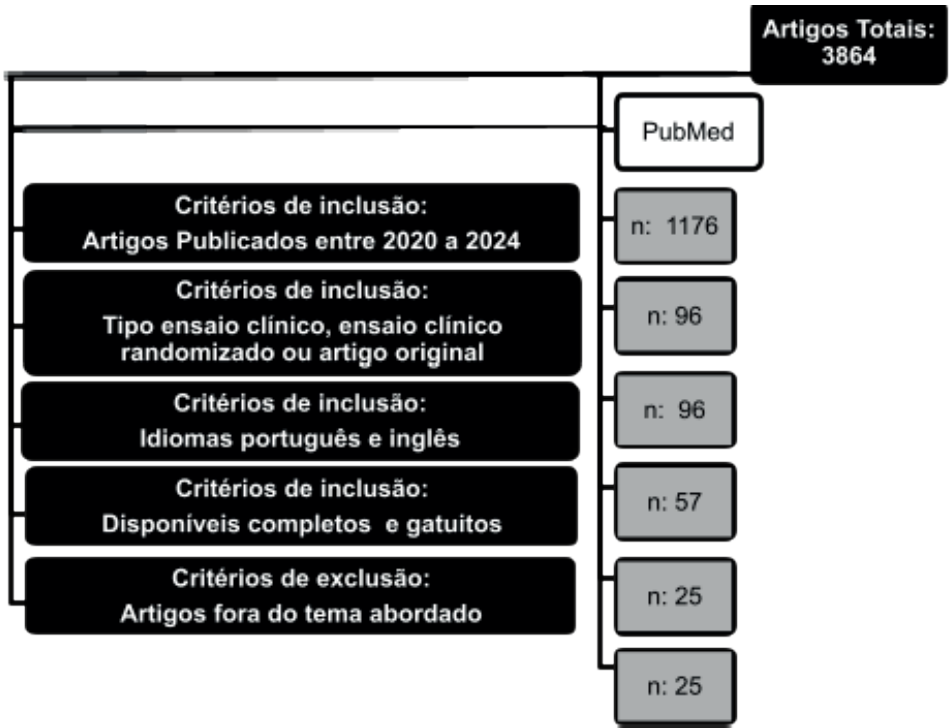 Artigos Totais:
3864
PubMed
Critérios de inclusão:
Artigos Publicados entre 2020 a 2024
n: 1176
Critérios de inclusão:
Tipo ensaio clínico, ensaio clínico
randomizado ou artigo original
n: 96
Critérios de inclusão:
Idiomas português e inglês
n: 96
Critérios de inclusão:
Disponíveis completos e gatuitos
n: 57
Critérios de exclusão:
Artigos fora do tema abordado
n: 25
n: 25